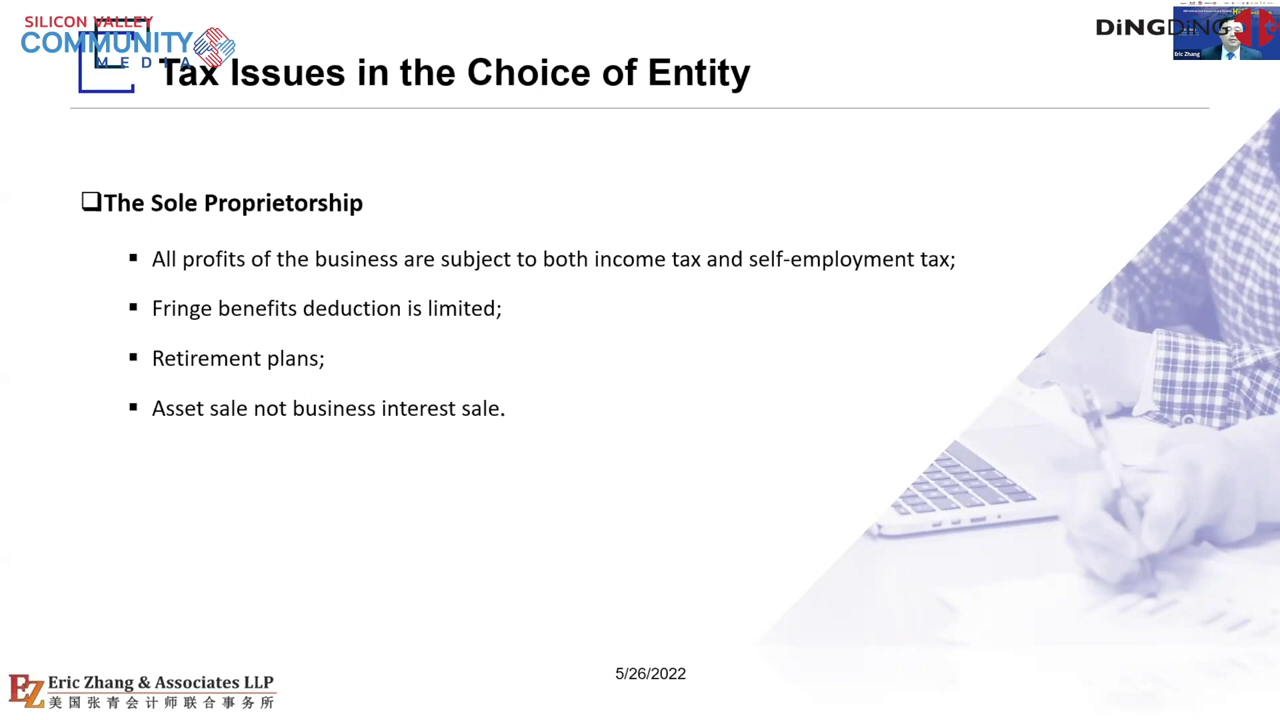 SILICON VALLEY
COMMUNITY
MEDIA
DiNGDiNG
Eric Zhang
Tax Issues in the Choice of Entity
❑The Sole Proprietorship
▪ All profits of the business are subject to both income tax and self-employment tax;
▪ Fringe benefits deduction is limited;
▪ Retirement plans;
▪ Asset sale not business interest sale.
5/26/2022
EZ Eric Zhang & Associates LLP
美国张青会计师联合事务所